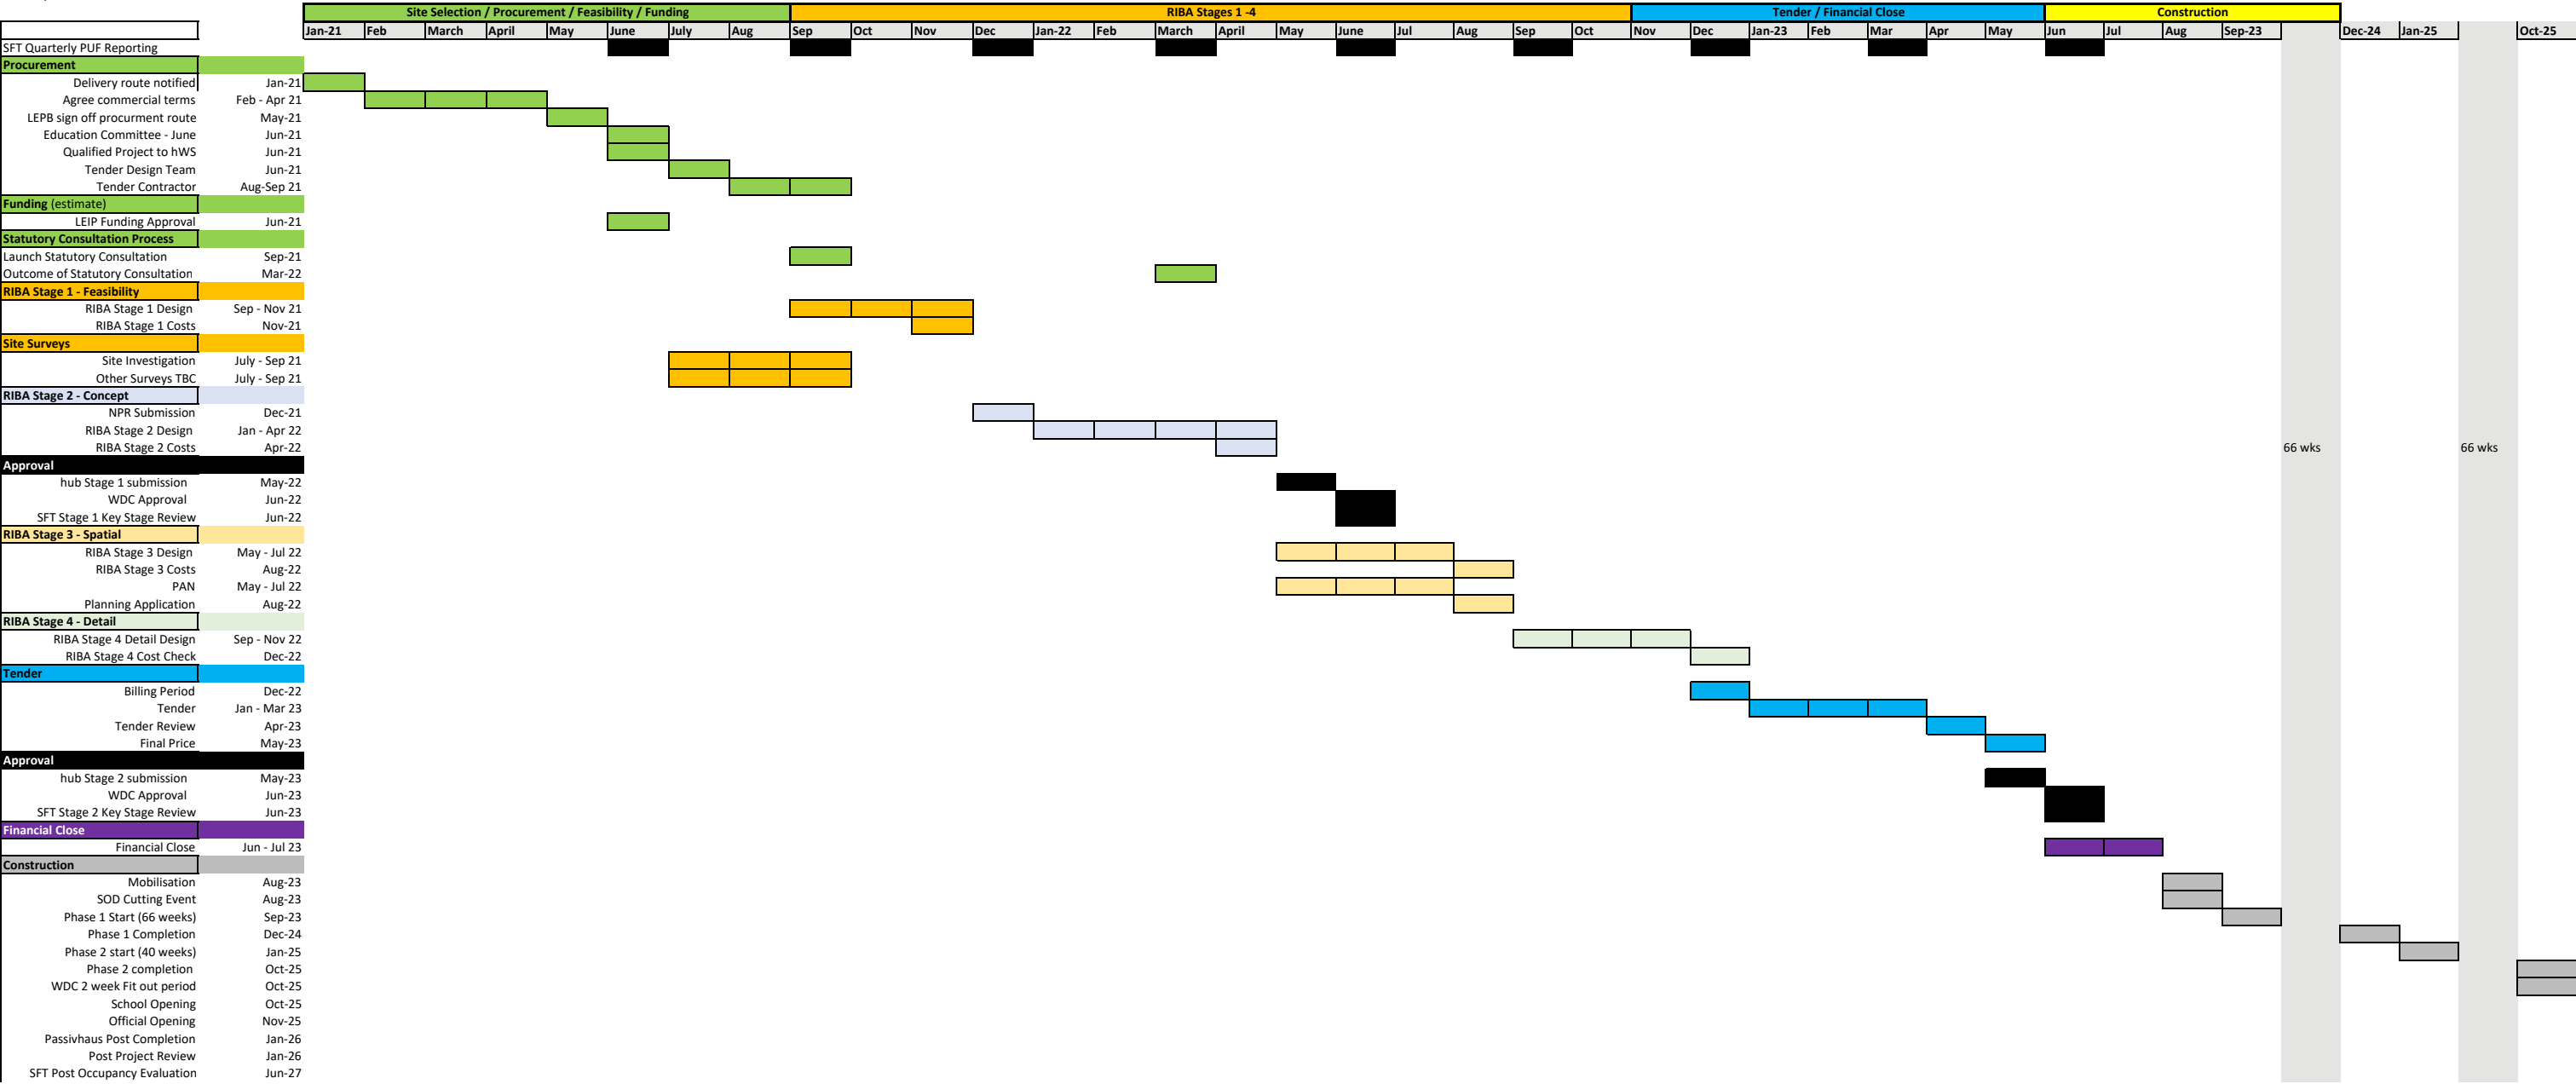 Site Selection / Procurement / Feasibility / Funding RIBA Stages 1 -4 Tender / Financial Close Construction
Jan-21 Feb March April May June July Aug Sep Oct Nov Dec Jan-22 Feb March April May June Jul Aug Sep Oct Nov Dec Jan-23 Feb Mar Apr May Jun Jul Aug Sep-23 Dec-24 Jan-25 Oct-25
SFT Quarterly PUF Reporting
Procurement
Delivery route notified Jan-21
Agree commercial terms Feb - Apr 21
LEPB sign off procurment route May-21
Education Committee - June Jun-21
Qualified Project to hWS Jun-21
Tender Design Team Jun-21
Tender Contractor Aug-Sep 21
Funding (estimate)
LEIP Funding Approval Jun-21
Statutory Consultation Process
Launch Statutory Consultation Sep-21
Outcome of Statutory Consultation Mar-22
RIBA Stage 1 - Feasibility
RIBA Stage 1 Design Sep - Nov 21
RIBA Stage 1 Costs Nov-21
Site Surveys
Site Investigation July - Sep 21
Other Surveys TBC July - Sep 21
RIBA Stage 2 - Concept
NPR Submission Dec-21
RIBA Stage 2 Design Jan - Apr 22
RIBA Stage 2 Costs Apr-22 66 wks 66 wks
Approval
hub Stage 1 submission May-22
WDC Approval Jun-22
SFT Stage 1 Key Stage Review Jun-22
RIBA Stage 3 - Spatial
RIBA Stage 3 Design May - Jul 22
RIBA Stage 3 Costs Aug-22
PAN May - Jul 22
Planning Application Aug-22
RIBA Stage 4 - Detail
RIBA Stage 4 Detail Design Sep - Nov 22
RIBA Stage 4 Cost Check Dec-22
Tender
Billing Period Dec-22
Tender Jan - Mar 23
Tender Review Apr-23
Final Price May-23
Approval
hub Stage 2 submission May-23
WDC Approval Jun-23
SFT Stage 2 Key Stage Review Jun-23
Financial Close
Financial Close Jun - Jul 23
Construction
Mobilisation Aug-23
SOD Cutting Event Aug-23
Phase 1 Start (66 weeks) Sep-23
Phase 1 Completion Dec-24
Phase 2 start (40 weeks) Jan-25
Phase 2 completion Oct-25
WDC 2 week Fit out period Oct-25
School Opening Oct-25
Official Opening Nov-25
Passivhaus Post Completion Jan-26
Post Project Review Jan-26
SFT Post Occupancy Evaluation Jun-27